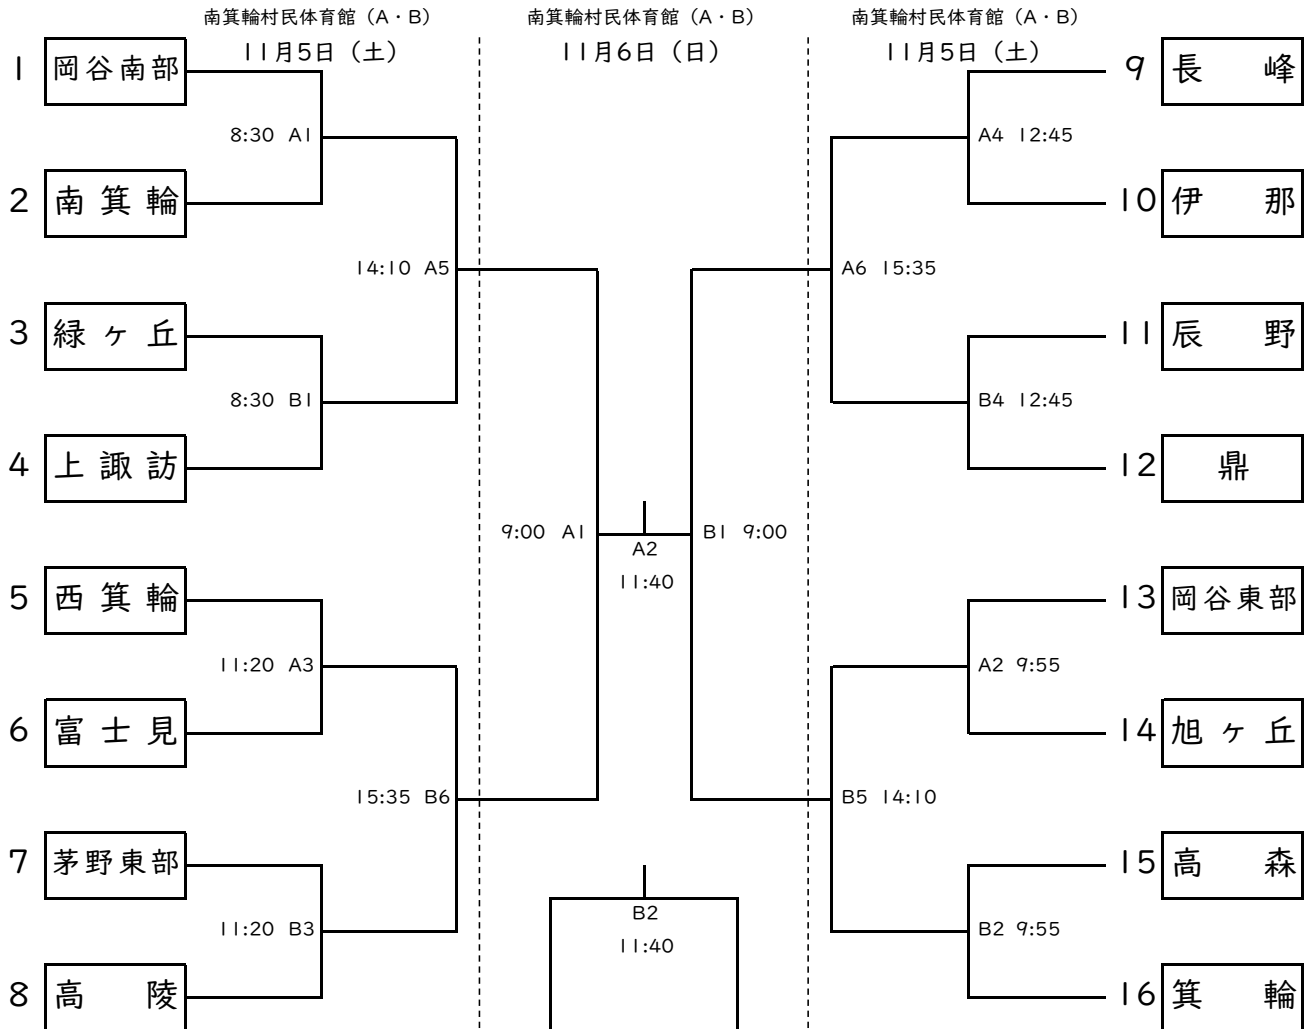 南箕輪村民体育館（A・B）
11月5日（土）
南箕輪村民体育館（A・B）
11月6日（日）
南箕輪村民体育館（A・B）
11月5日（土）
1 岡谷南部
8:30 A1
2 南箕輪
14:10 A5
3 緑ヶ丘
8:30 B1
4 上諏訪
5 西箕輪
11:20 A3
6 富士見
15:35 B6
7 茅野東部
11:20 B3
8 高陵
9:00 A1
A2
11:40
B1 9:00
B2
11:40
9 長峰
A4 12:45
10 伊那
A6 15:35
11 辰野
B4 12:45
12 鼎
13 岡谷東部
A2 9:55
14 旭ヶ丘
B5 14:10
15 高森
B2 9:55
16 箕輪